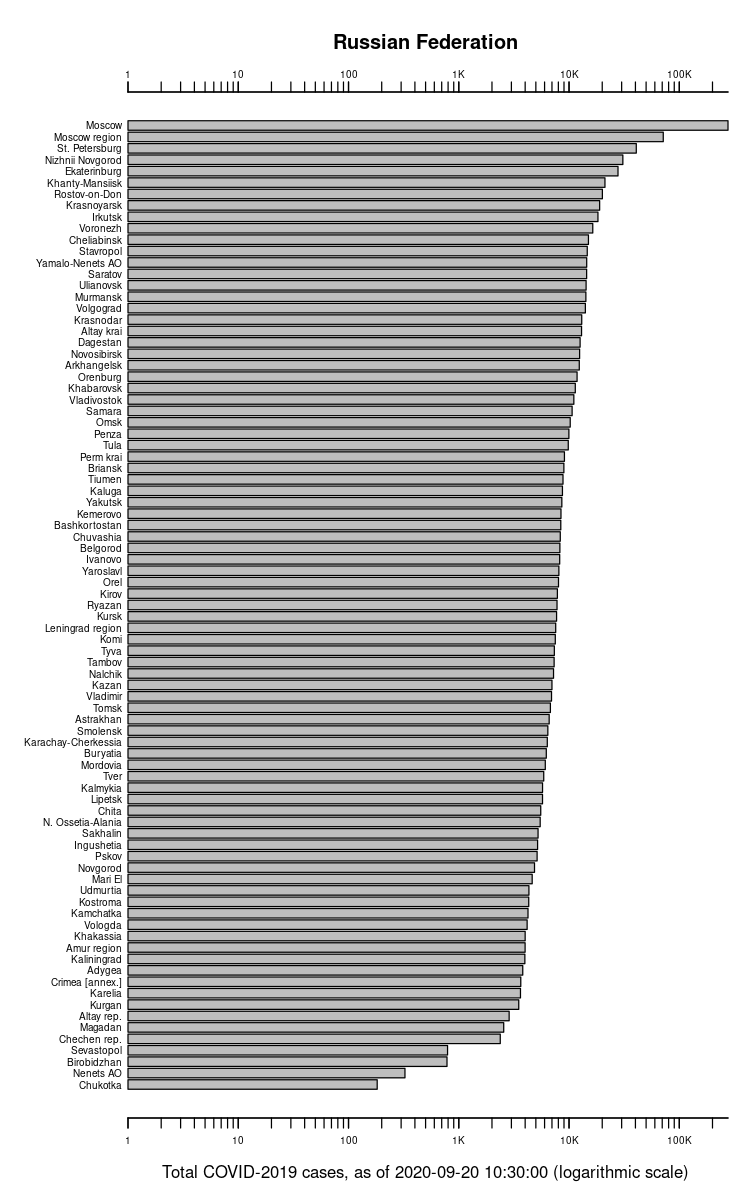 Russian Federation
1 10 100 1K 10K 100K
Moscow
Moscow region
St. Petersburg
Nizhnii Novgorod
Ekaterinburg
Khanty-Mansiisk
Rostov-on-Don
Krasnoyarsk
Irkutsk
Voronezh
Cheliabinsk
Stavropol
Yamalo-Nenets AO
Saratov
Ulianovsk
Murmansk
Volgograd
Krasnodar
Altay krai
Dagestan
Novosibirsk
Arkhangelsk
Orenburg
Khabarovsk
Vladivostok
Samara
Omsk
Penza
Tula
Perm krai
Briansk
Tiumen
Kaluga
Yakutsk
Kemerovo
Bashkortostan
Chuvashia
Belgorod
Ivanovo
Yaroslavl
Orel
Kirov
Ryazan
Kursk
Leningrad region
Komi
Tyva
Tambov
Nalchik
Kazan
Vladimir
Tomsk
Astrakhan
Smolensk
Karachay-Cherkessia
Buryatia
Mordovia
Tver
Kalmykia
Lipetsk
Chita
N. Ossetia-Alania
Sakhalin
Ingushetia
Pskov
Novgorod
Mari El
Udmurtia
Kostroma
Kamchatka
Vologda
Khakassia
Amur region
Kaliningrad
Adygea
Crimea [annex.]
Karelia
Kurgan
Altay rep.
Magadan
Chechen rep.
Sevastopol
Birobidzhan
Nenets AO
Chukotka
1 10 100 1K 10K 100K
Total COVID-2019 cases, as of 2020-09-20 10:30:00 (logarithmic scale)